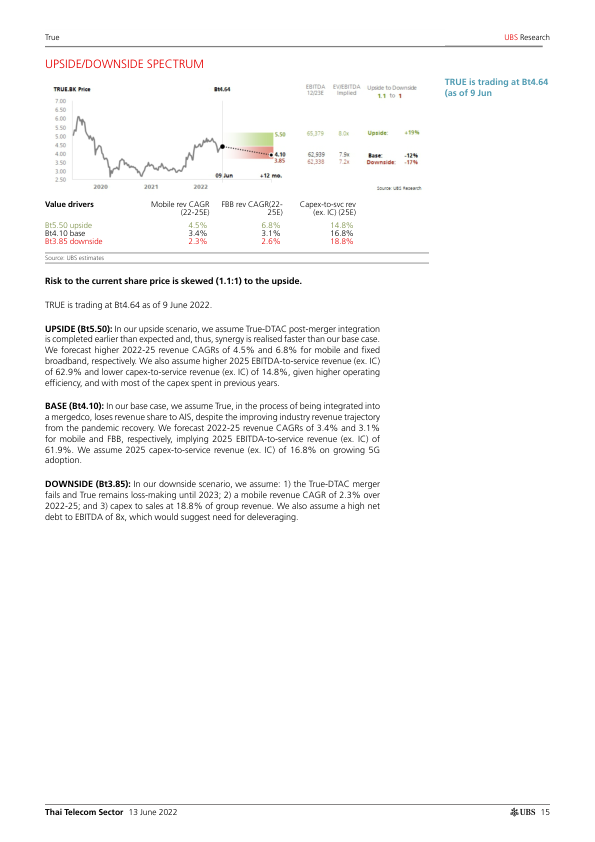 True
UBS Research
UPSIDE/DOWNSIDE SPECTRUM
TRUE is trading at Bt4.64
(as of 9 Jun
TRUE.BK Price
Bt4.64
EBITDA
12/23E
EV/EBITDA
Implied
Upside to Downside
1.1 to 1
7.00
6.50
6.00
5.50
5.00
4.50
4.00
3.50
3.00
2.50
5.50
4.10
3.85
65,579 8.0x Upside: +19%
62,939 7.9x Base: -12%
62,338 7.2x Downside: -17%
09 Jun
+12 mo.
2020 2021 2022
Source: UBS Research
Value drivers Mobile rev CAGR (22-25E) FBB rev CAGR(22-25E) Capex-to-svc rev (ex. IC) (25E)
Bt5.50 upside 4.5% 6.8% 14.8%
Bt4.10 base 3.4% 3.1% 16.8%
Bt3.85 downside 2.3% 2.6% 18.8%
Source: UBS estimates
Risk to the current share price is skewed (1.1:1) to the upside.
TRUE is trading at Bt4.64 as of 9 June 2022.
UPSIDE (Bt5.50): In our upside scenario, we assume True-DTAC post-merger integration
is completed earlier than expected and, thus, synergy is realised faster than our base case.
We forecast higher 2022-25 revenue CAGRs of 4.5% and 6.8% for mobile and fixed
broadband, respectively. We also assume higher 2025 EBITDA-to-service revenue (ex. IC)
of 62.9% and lower capex-to-service revenue (ex. IC) of 14.8%, given higher operating
efficiency, and with most of the capex spent in previous years.
BASE (Bt4.10): In our base case, we assume True, in the process of being integrated into
a mergedco, loses revenue share to AIS, despite the improving industry revenue trajectory
from the pandemic recovery. We forecast 2022-25 revenue CAGRs of 3.4% and 3.1%
for mobile and FBB, respectively, implying 2025 EBITDA-to-service revenue (ex. IC) of
61.9%. We assume 2025 capex-to-service revenue (ex. IC) of 16.8% on growing 5G
adoption.
DOWNSIDE (Bt3.85): In our downside scenario, we assume: 1) the True-DTAC merger
fails and True remains loss-making until 2023; 2) a mobile revenue CAGR of 2.3% over
2022-25; and 3) capex to sales at 18.8% of group revenue. We also assume a high net
debt to EBITDA of 8x, which would suggest need for deleveraging.
Thai Telecom Sector 13 June 2022
UBS 15